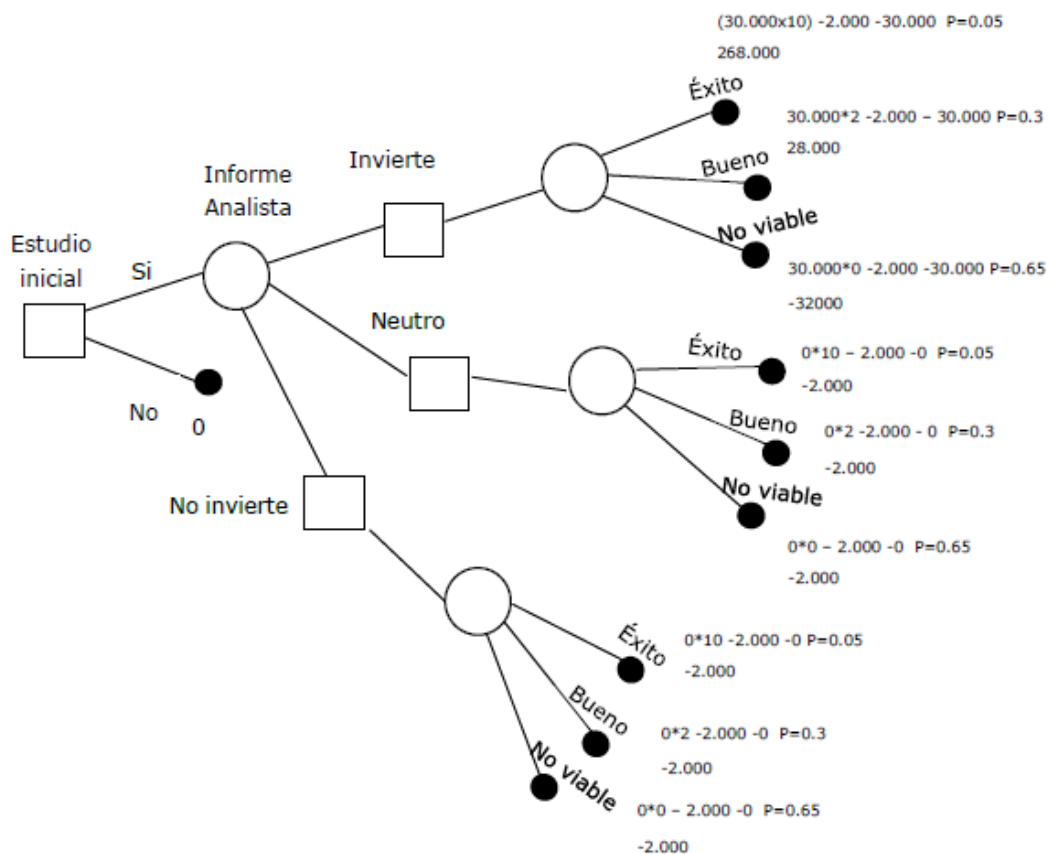 (30.000x10) -2.000 -30.000 P=0.05
268.000
Éxito
30.000*2 -2.000 – 30.000 P=0.3
28.000
Bueno
Invierte
Informe
Analista
No viable
30.000*0 -2.000 -30.000 P=0.65
-32000
Estudio
inicial
Si
No
0
Neutro
Éxito
0*10 – 2.000 -0 P=0.05
-2.000
Bueno
0*2 -2.000 - 0 P=0.3
-2.000
No viable
0*0 – 2.000 -0 P=0.65
-2.000
No invierte
Éxito
0*10 -2.000 -0 P=0.05
-2.000
Bueno
0*2 -2.000 -0 P=0.3
-2.000
No viable
0*0 – 2.000 -0 P=0.65
-2.000